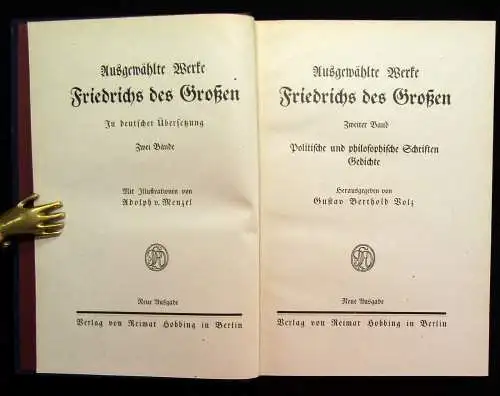 Ausgewählte Werke
Friedrichs des Großen
In deutscher Übersetzung
Zwei Bände
Mit Illustrationen von
Adolph v. Menzel
Neue Ausgabe
Verlag von Reimar Hobbing in Berlin
Ausgewählte Werke
Friedrichs des Großen
Zweiter Band
Politische und philosophische Schriften
Gedichte
Herausgegeben von
Gustav Berthold Volz
Neue Ausgabe
Verlag von Reimar Hobbing in Berlin